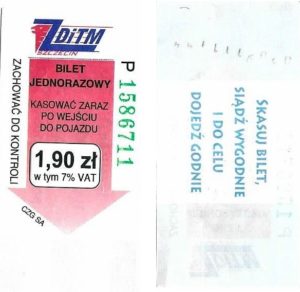 ZDiTM
SZCZECIN
BILET
JEDNORAZOWY
KASOWAĆ ZARAZ
PO WEJŚCIU
DO POJAZDU
1,90 zł
w tym 7% VAT
ZACHOWAĆ DO KONTROLI
P 1586711
CZG SA
SKASUJ BILET,
SIĄDŹ WYGODNIE
I DO CELU
DOJEDŹ GODNIE